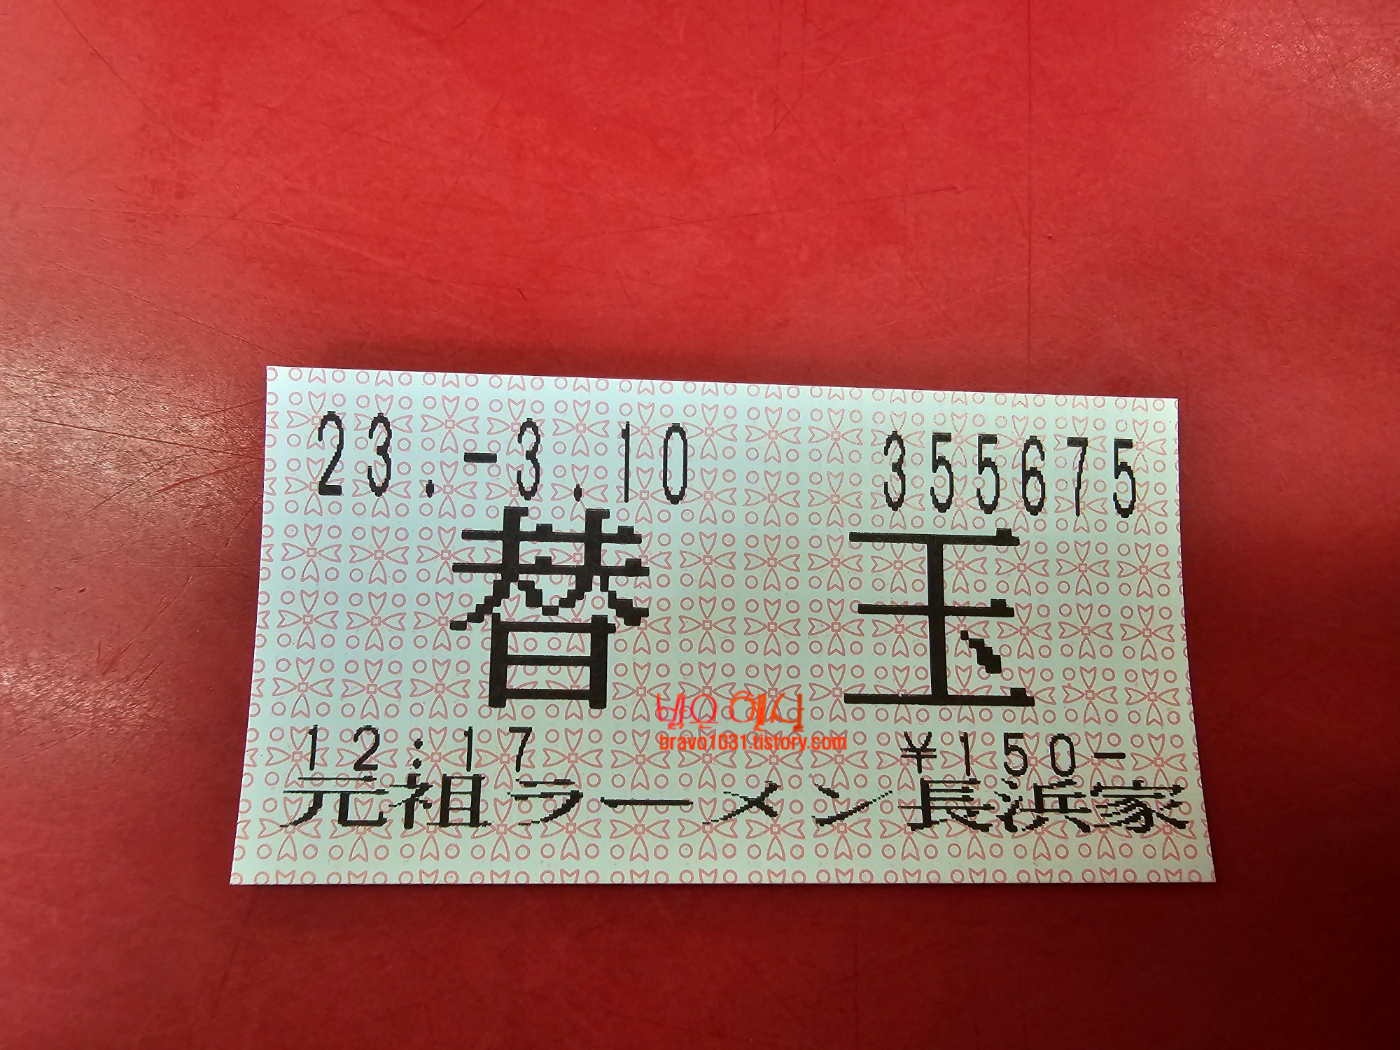 23.-3.10 355675
替玉
bravo1031.tistory.com
12:17 ¥150-
元祖ラーメン長浜家